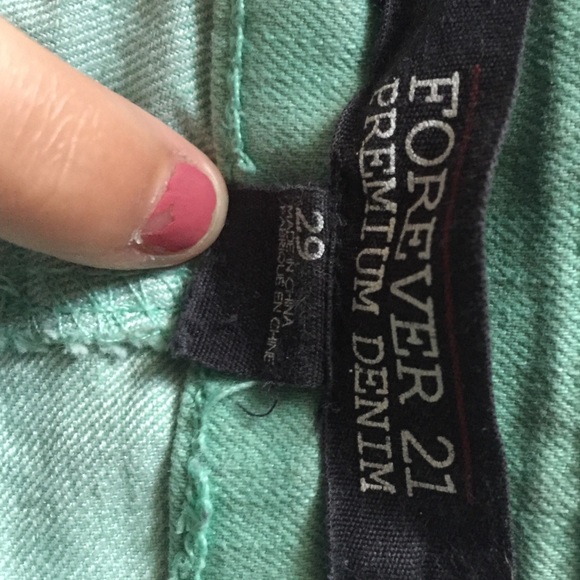 FOREVER 21
PREMIUM DENIM
29
MADE IN CHINA
FABRIQUE EN CHINE